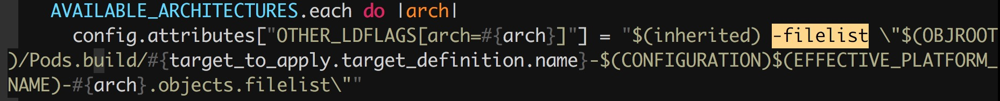 AVAILABLE_ARCHITECTURES.each do |arch|
config.attributes["OTHER_LDFLAGS[arch=#{arch}]"] = "$(inherited) -filelist \"$(OBJROOT
)/Pods.build/#{target_to_apply.target_definition.name}-$(CONFIGURATION)$(EFFECTIVE_PLATFORM_
NAME)-#{arch}.objects.filelist\""